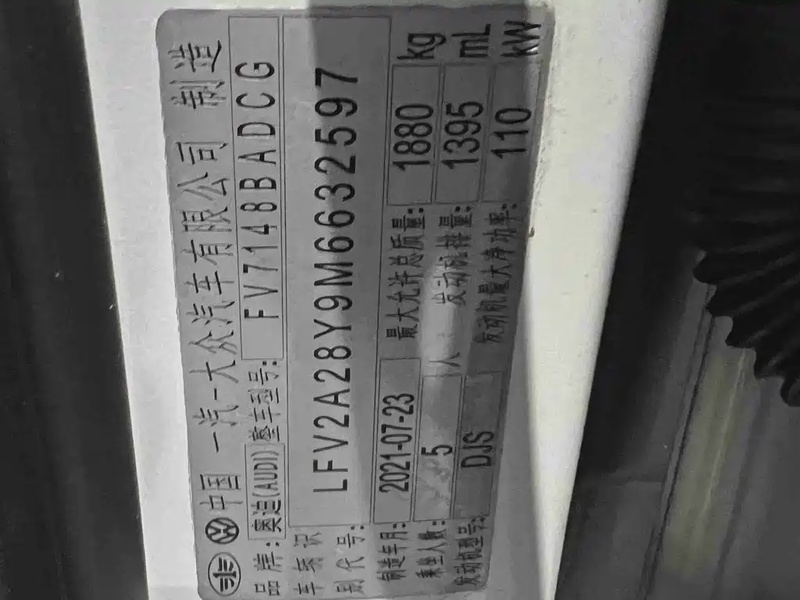 中国 一汽-大众汽车有限公司 制造
品牌: 奥迪(AUDI) 整车型号: FV7148BADCG
车辆识别代号: LFV2A28Y9M6632597
制造年月: 2021-07-23 最大允许总质量: 1880 kg
乘坐人数: 5 人 发动机排量: 1395 mL
发动机型号: DJS 发动机最大净功率: 110 kW